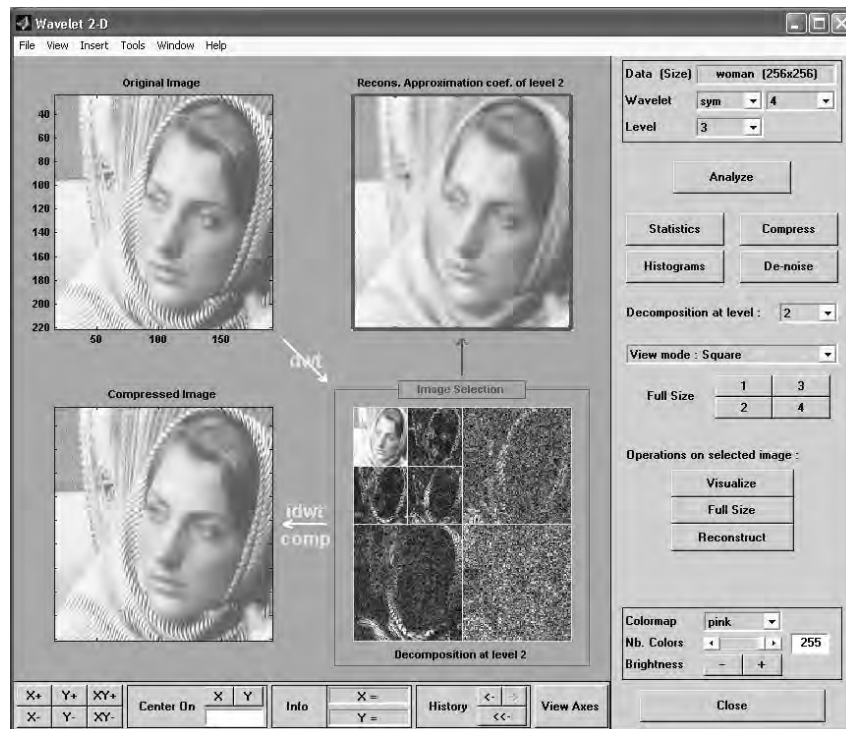 Wavelet 2-D
File View Insert Tools Window Help
Original Image
40
60
80
100
120
140
160
180
200
220
50 100 150
Recons. Approximation coef. of level 2
dwt
Compressed Image
idwt
comp
Image Selection
Decomposition at level 2
Data (Size) woman (256x256)
Wavelet sym 4
Level 3
Analyze
Statistics Compress
Histograms De-noise
Decomposition at level : 2
View mode : Square
Full Size 1 3
2 4
Operations on selected image :
Visualize
Full Size
Reconstruct
Colormap pink
Nb. Colors 255
Brightness - +
X+ Y+ XY+
X- Y- XY-
Center On X Y
Info X =
Y =
History <- ->
<<-
View Axes
Close